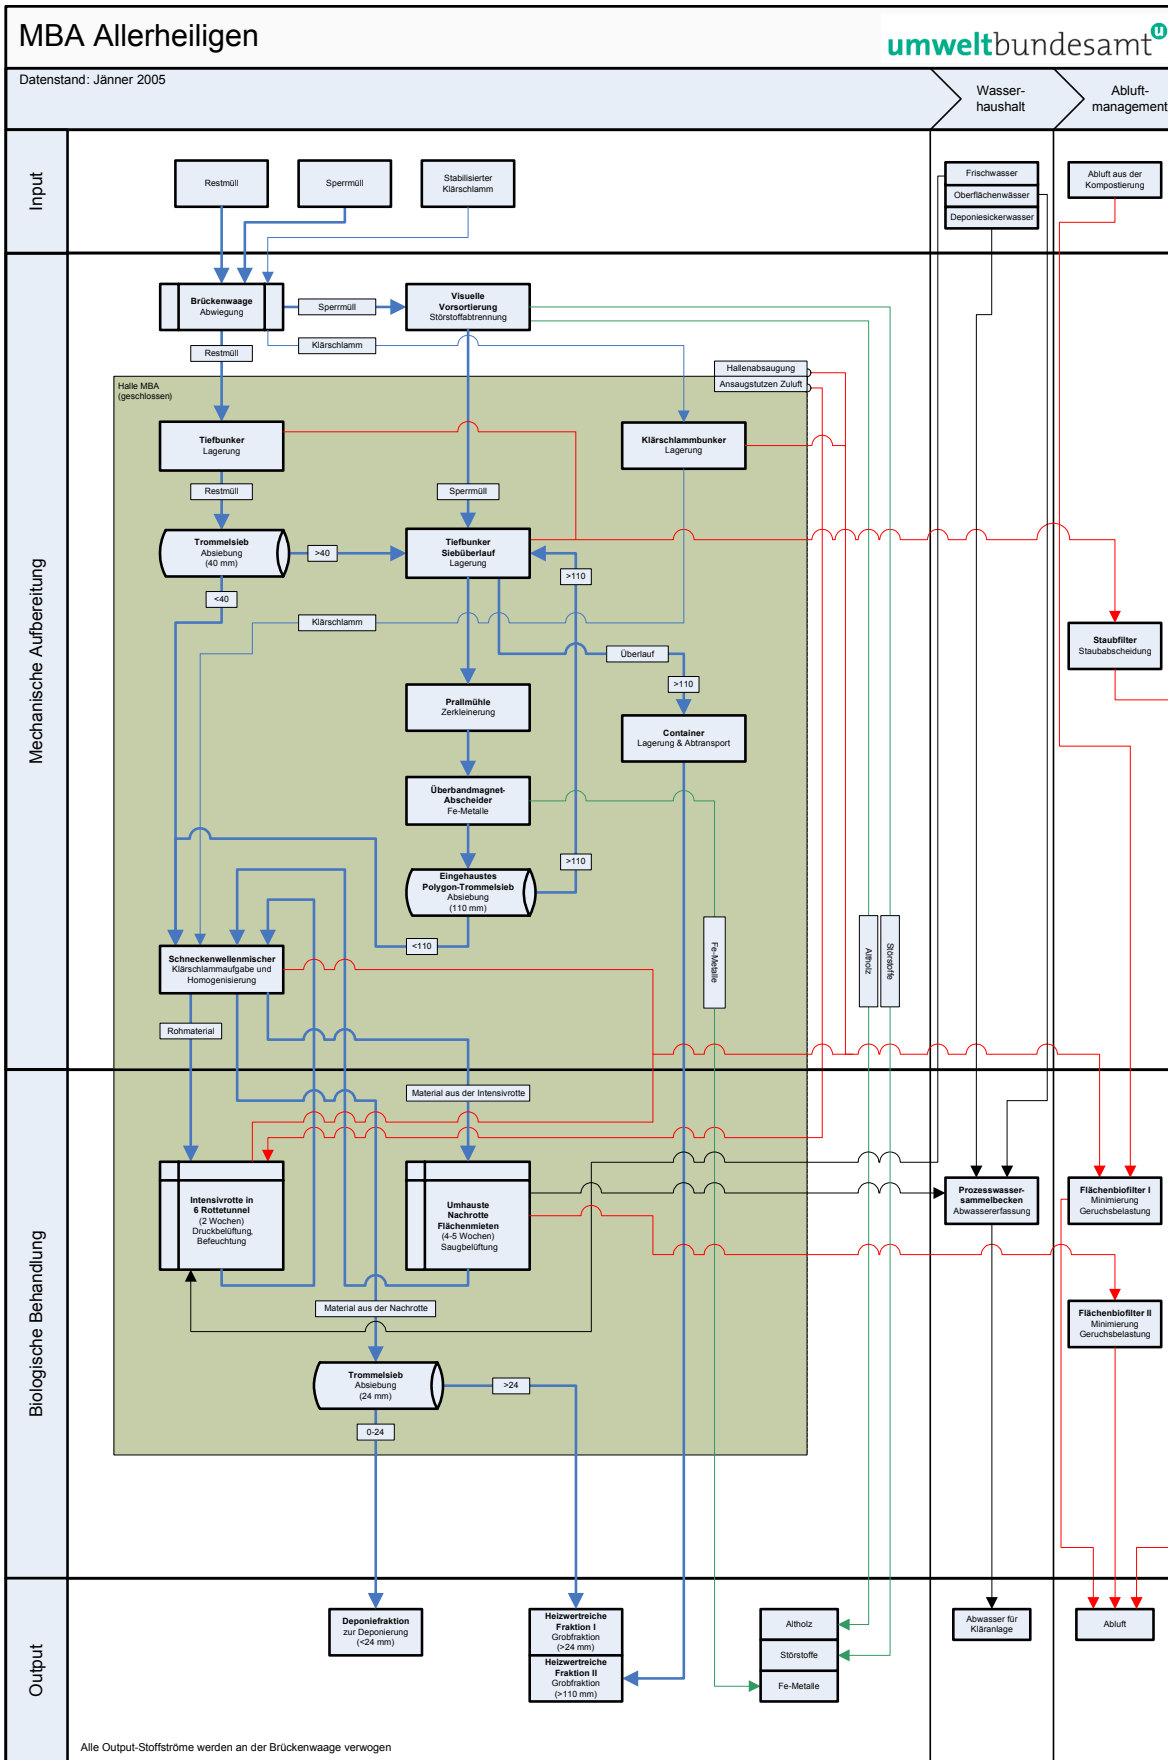 MBA Allerheiligen
umweltbundesamt
u
Datenstand: Jänner 2005
Wasser-
haushalt
Abluft-
management
Input
Restmüll
Sperrmüll
Stabilisierter
Klärschlamm
Frischwasser
Oberflächenwässer
Deponiesickerwasser
Abluft aus der
Kompostierung
Mechanische Aufbereitung
Brückenwaage
Abwiegung
Sperrmüll
Visuelle
Vorsortierung
Störstoffabtrennung
Restmüll
Klärschlamm
Hallenabsaugung
Ansaugstutzen Zuluft
Halle MBA
(geschlossen)
Tiefbunker
Lagerung
Klärschlammbunker
Lagerung
Restmüll
Sperrmüll
Trommelsieb
Absiebung
(40 mm)
>40
Tiefbunker
Siebüberlauf
Lagerung
>110
<40
Klärschlamm
Überlauf
Staubfilter
Staubabscheidung
>110
Prallmühle
Zerkleinerung
Container
Lagerung & Abtransport
Überbandmagnet-
Abscheider
Fe-Metalle
>110
Eingehaustes
Polygon-Trommelsieb
Absiebung
(110 mm)
<110
Fe-Metalle
Altholz
Störstoffe
Schneckenwellenmischer
Klärschlammaufgabe und
Homogenisierung
Rohmaterial
Biologische Behandlung
Material aus der Intensivrotte
Intensivrotte in
6 Rottetunnel
(2 Wochen)
Druckbelüftung,
Befeuchtung
Umhauste
Nachrotte
Flächenmieten
(4-5 Wochen)
Saugbelüftung
Prozesswasser-
sammelbecken
Abwassererfassung
Flächenbiofilter I
Minimierung
Geruchsbelastung
Material aus der Nachrotte
Flächenbiofilter II
Minimierung
Geruchsbelastung
Trommelsieb
Absiebung
(24 mm)
>24
0-24
Output
Deponiefraktion
zur Deponierung
(<24 mm)
Heizwertreiche
Fraktion I
Grobfraktion
(>24 mm)
Heizwertreiche
Fraktion II
Grobfraktion
(>110 mm)
Altholz
Störstoffe
Fe-Metalle
Abwasser für
Kläranlage
Abluft
Alle Output-Stoffströme werden an der Brückenwaage verwogen